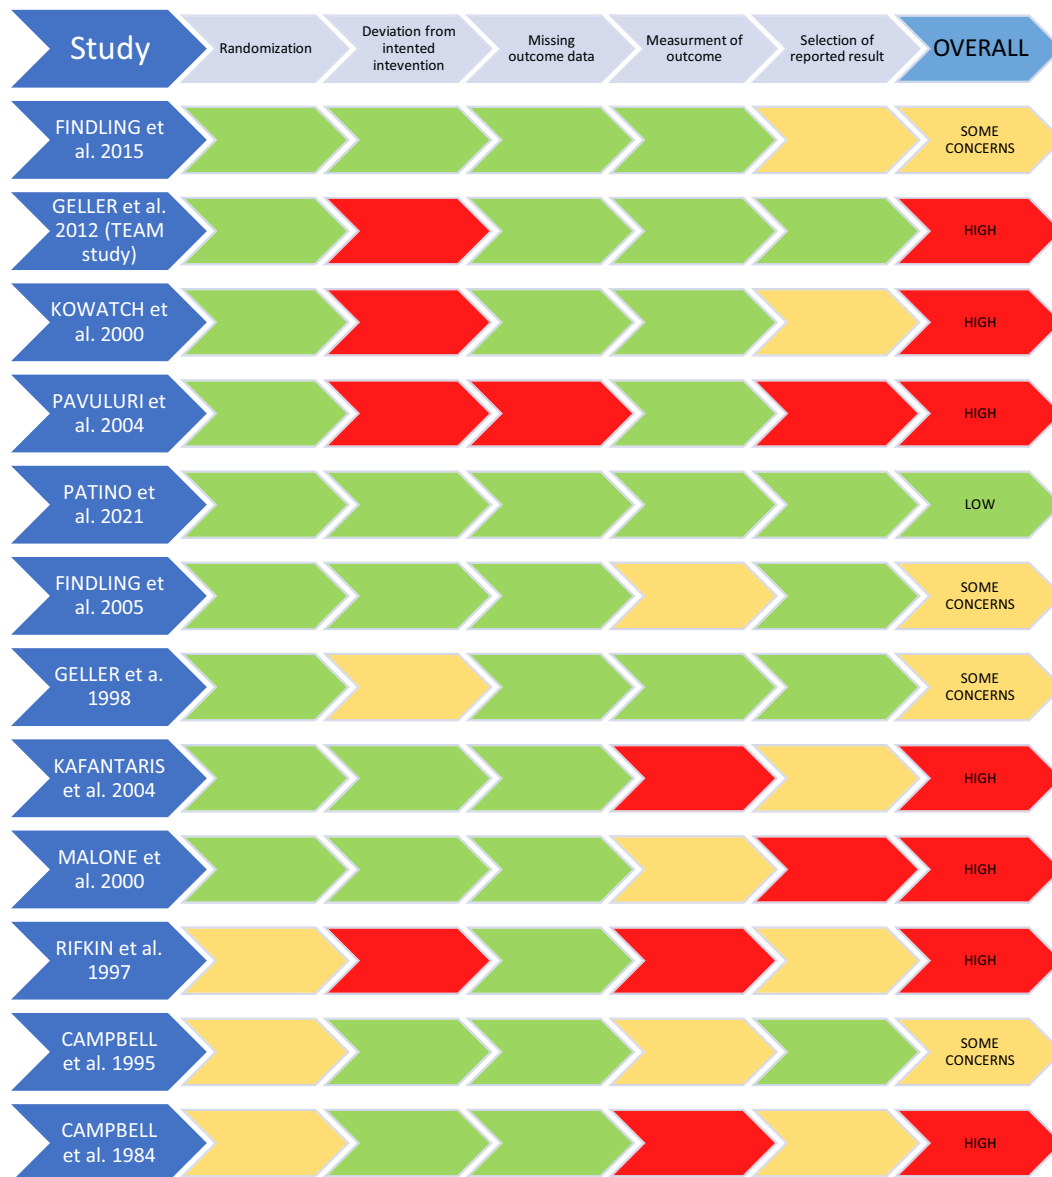 Study
Randomization
Deviation from
intented
intevention
Missing
outcome data
Measurment of
outcome
Selection of
reported result
OVERALL
FINDLING et
al. 2015
SOME
CONCERNS
GELLER et al.
2012 (TEAM
study)
HIGH
KOWATCH et
al. 2000
HIGH
PAVULURI et
al. 2004
HIGH
PATINO et
al. 2021
LOW
FINDLING et
al. 2005
SOME
CONCERNS
GELLER et a.
1998
SOME
CONCERNS
KAFANTARIS
et al. 2004
HIGH
MALONE et
al. 2000
HIGH
RIFKIN et al.
1997
HIGH
CAMPBELL
et al. 1995
SOME
CONCERNS
CAMPBELL
et al. 1984
HIGH